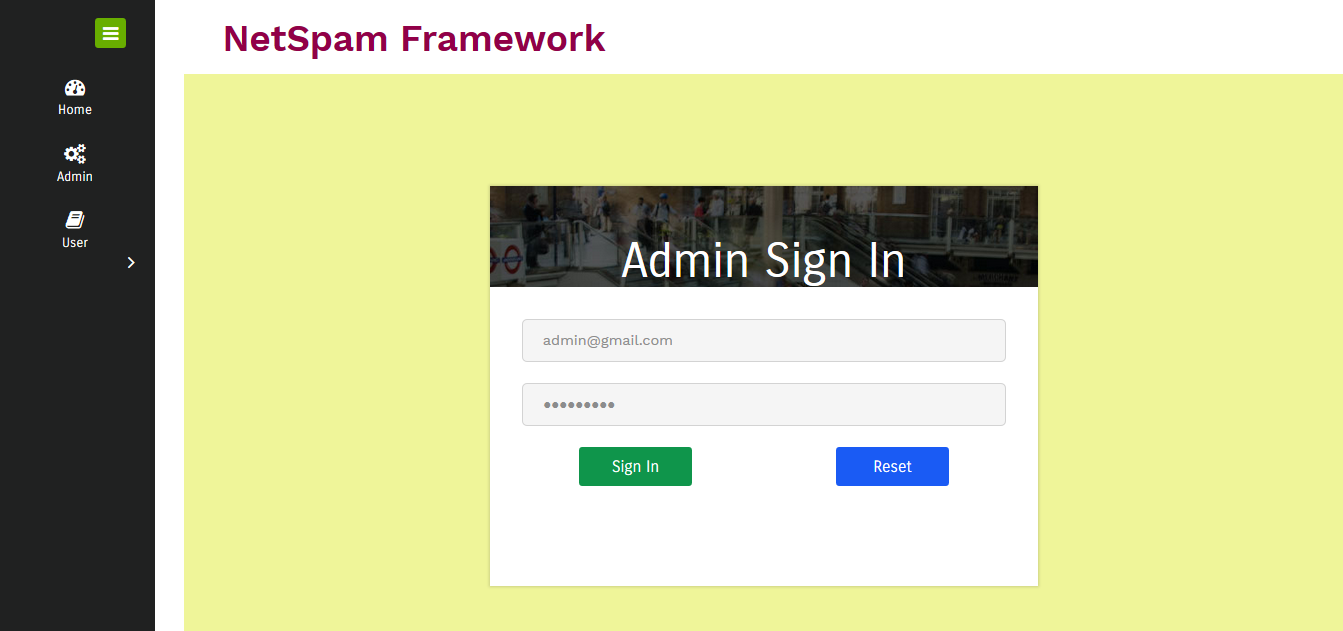 NetSpam Framework
Home
Admin
User
Admin Sign In
admin@gmail.com
•••••••••
Sign In
Reset